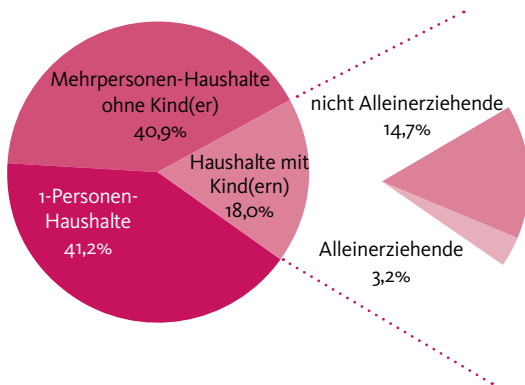 Mehrpersonen-Haushalte
ohne Kind(er)
40,9%
nicht Alleinerziehende
14,7%
Haushalte mit
Kind(ern)
18,0%
1-Personen-
Haushalte
41,2%
Alleinerziehende
3,2%